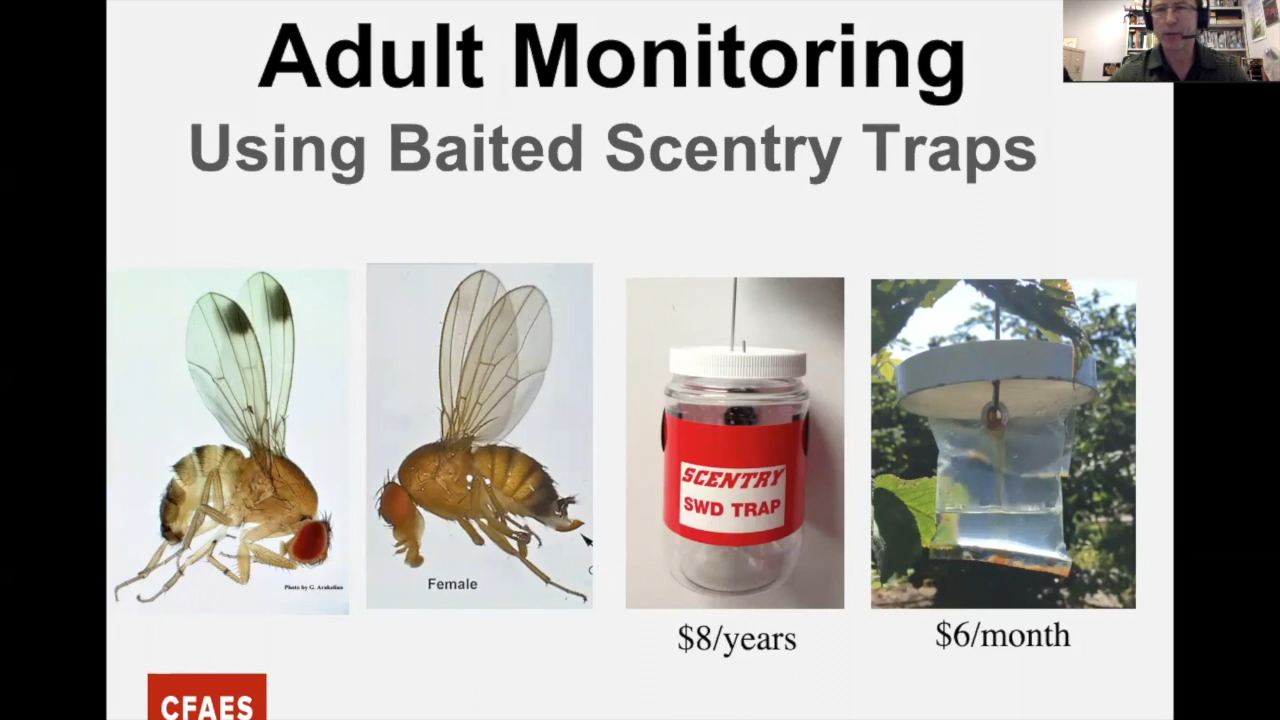 Adult Monitoring
Using Baited Scentry Traps
Photo by G. Arakelian
Female
SCENTRY
SWD TRAP
$8/years
$6/month
CFAES